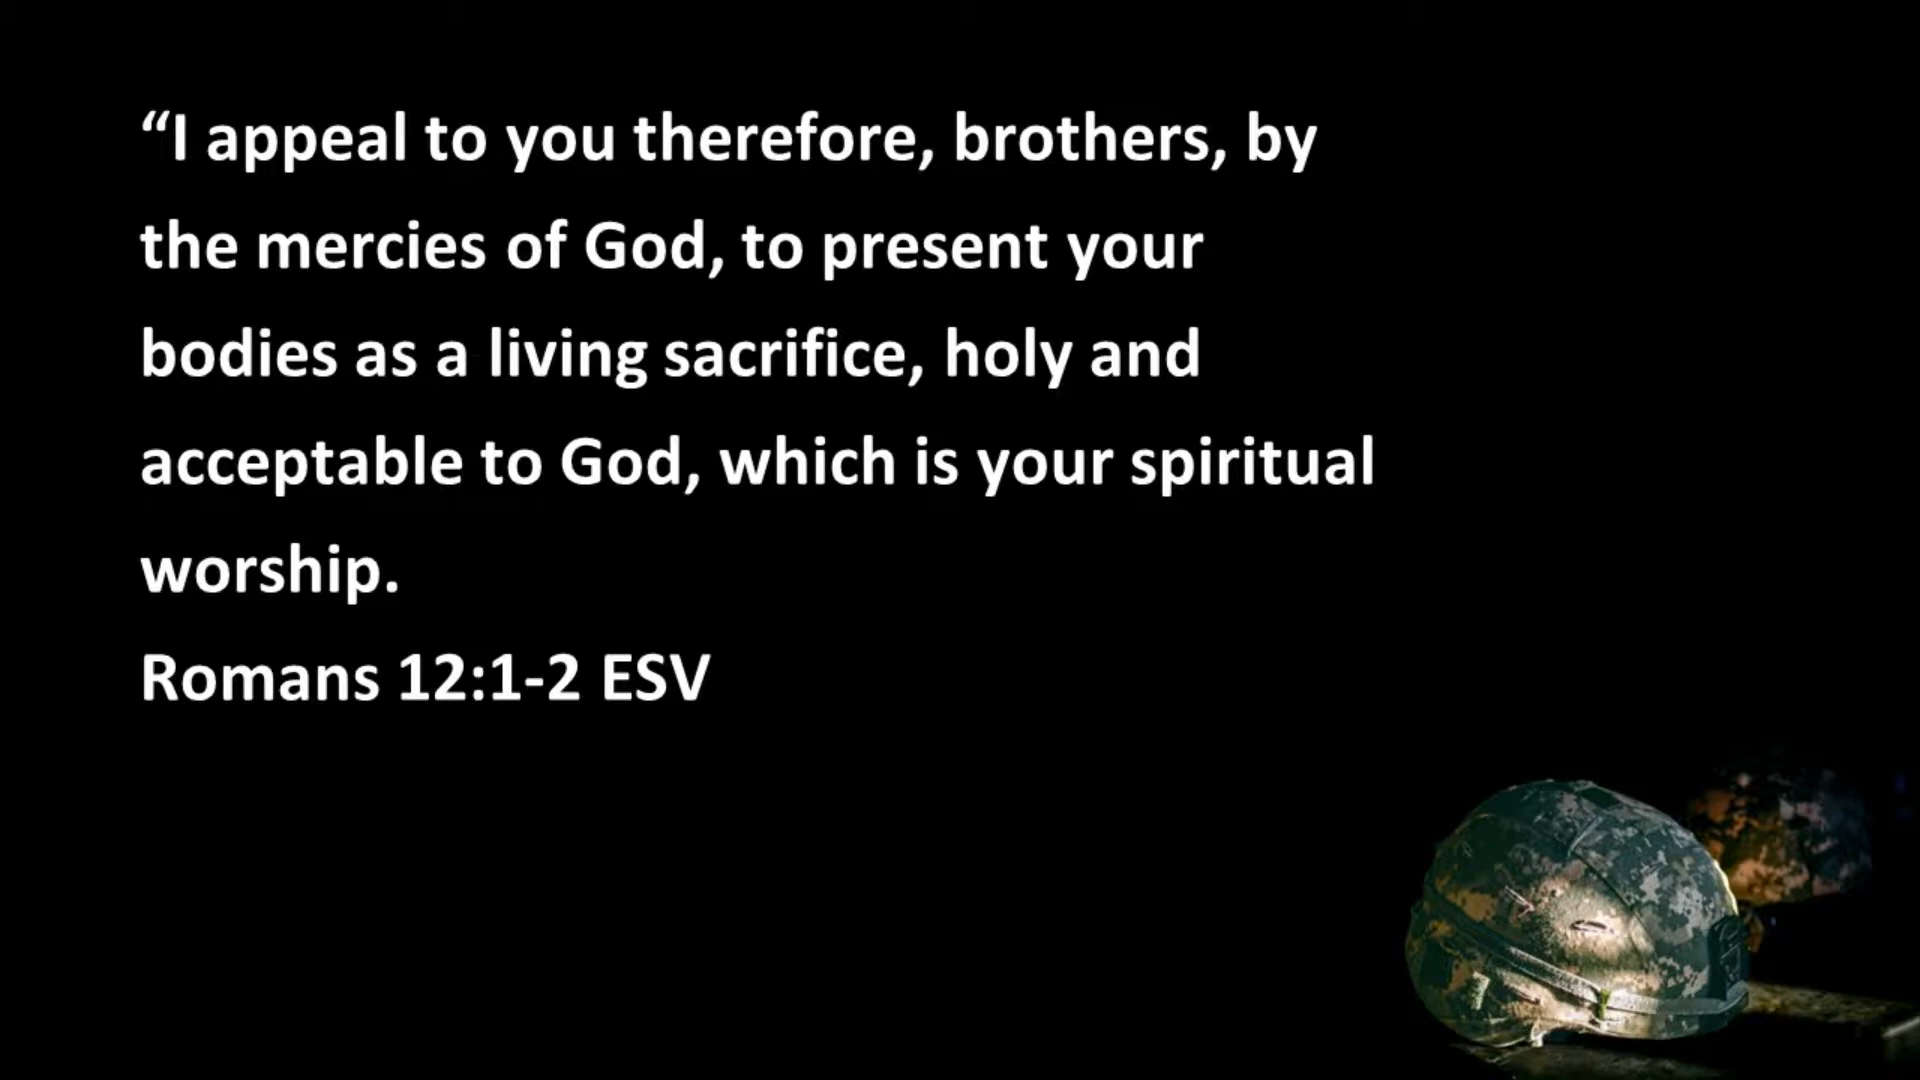 “I appeal to you therefore, brothers, by
the mercies of God, to present your
bodies as a living sacrifice, holy and
acceptable to God, which is your spiritual
worship.
Romans 12:1-2 ESV